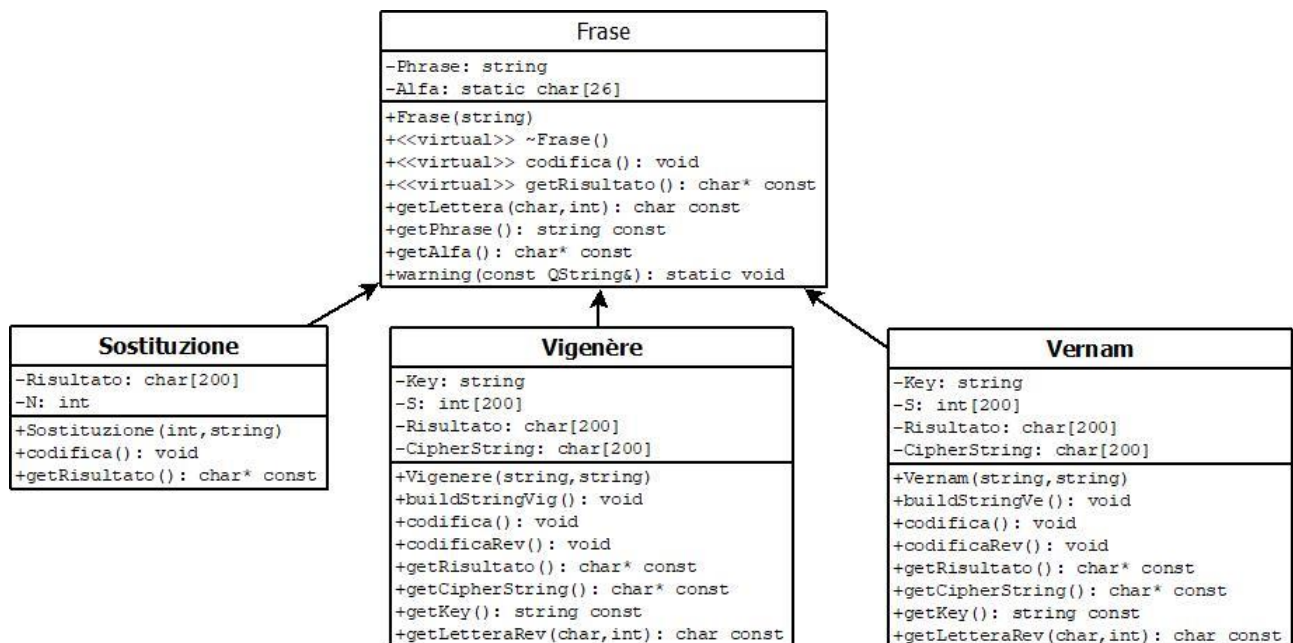 Frase
-Phrase: string
-Alfa: static char[26]
+Frase(string)
+<<virtual>> ~Frase()
+<<virtual>> codifica(): void
+<<virtual>> getRisultato(): char* const
+getLettera(char,int): char const
+getPhrase(): string const
+getAlfa(): char* const
+warning(const QString&): static void
Sostituzione
-Risultato: char[200]
-N: int
+Sostituzione(int,string)
+codifica(): void
+getRisultato(): char* const
Vigenère
-Key: string
-S: int[200]
-Risultato: char[200]
-CipherString: char[200]
+Vigenere(string,string)
+buildStringVig(): void
+codifica(): void
+codificaRev(): void
+getRisultato(): char* const
+getCipherString(): char* const
+getKey(): string const
+getLetteraRev(char,int): char const
Vernam
-Key: string
-S: int[200]
-Risultato: char[200]
-CipherString: char[200]
+Vernam(string,string)
+buildStringVe(): void
+codifica(): void
+codificaRev(): void
+getRisultato(): char* const
+getCipherString(): char* const
+getKey(): string const
+getLetteraRev(char,int): char const